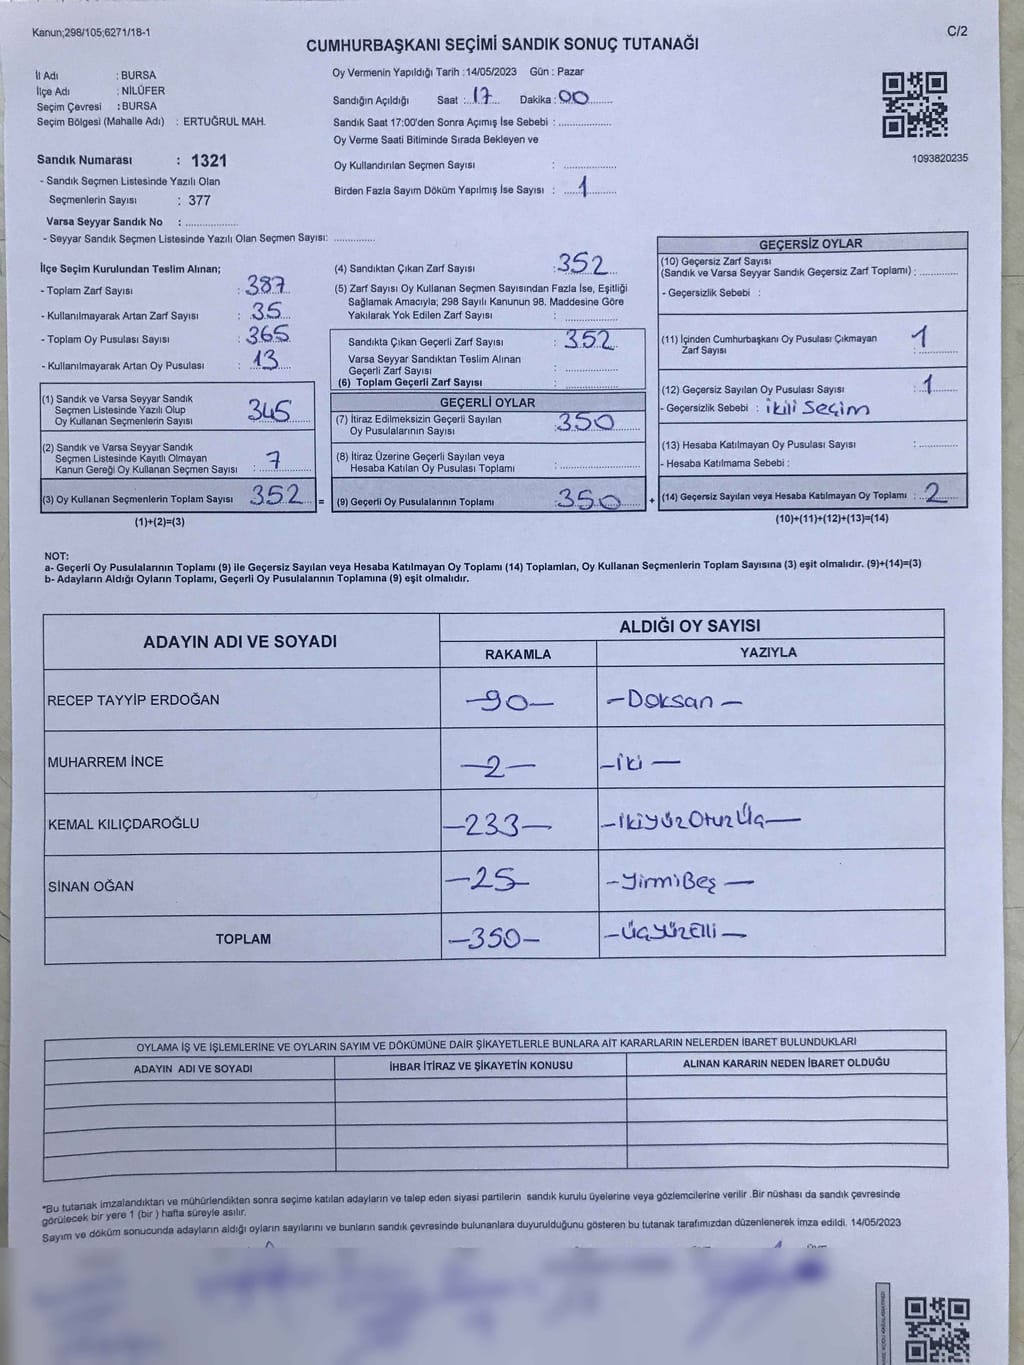 Kanun;298/105;6271/18-1
C/2
CUMHURBAŞKANI SEÇİMİ SANDIK SONUÇ TUTANAĞI
İl Adı : BURSA
İlçe Adı : NİLÜFER
Seçim Çevresi : BURSA
Seçim Bölgesi (Mahalle Adı) : ERTUĞRUL MAH.
Sandık Numarası : 1321
- Sandık Seçmen Listesinde Yazılı Olan
Seçmenlerin Sayısı : 377
Varsa Seyyar Sandık No : ..................
- Seyyar Sandık Seçmen Listesinde Yazılı Olan Seçmen Sayısı: ..............
Oy Vermenin Yapıldığı Tarih :14/05/2023 Gün : Pazar
Sandığın Açıldığı Saat : 17 Dakika : 00
Sandık Saat 17:00'den Sonra Açımış İse Sebebi : ..................
Oy Verme Saati Bitiminde Sırada Bekleyen ve
Oy Kullandırılan Seçmen Sayısı : ..................
Birden Fazla Sayım Döküm Yapılmış İse Sayısı : 1
1093820235
İlçe Seçim Kurulundan Teslim Alınan;
- Toplam Zarf Sayısı : 387
- Kullanılmayarak Artan Zarf Sayısı : 35
- Toplam Oy Pusulası Sayısı : 365
- Kullanılmayarak Artan Oy Pusulası : 13
(1) Sandık ve Varsa Seyyar Sandık
Seçmen Listesinde Yazılı Olup
Oy Kullanan Seçmenlerin Sayısı 345
(2) Sandık ve Varsa Seyyar Sandık
Seçmen Listesinde Kayıtlı Olmayan
Kanun Gereği Oy Kullanan Seçmen Sayısı : 7
(3) Oy Kullanan Seçmenlerin Toplam Sayısı 352 =
(1)+(2)=(3)
(4) Sandıktan Çıkan Zarf Sayısı : 352
(5) Zarf Sayısı Oy Kullanan Seçmen Sayısından Fazla İse, Eşitliği
Sağlamak Amacıyla; 298 Sayılı Kanunun 98. Maddesine Göre
Yakılarak Yok Edilen Zarf Sayısı : ..................
Sandıkta Çıkan Geçerli Zarf Sayısı : 352
Varsa Seyyar Sandıktan Teslim Alınan
Geçerli Zarf Sayısı : ..................
(6) Toplam Geçerli Zarf Sayısı : ..................
GEÇERLİ OYLAR
(7) İtiraz Edilmeksizin Geçerli Sayılan
Oy Pusulalarının Sayısı : 350
(8) İtiraz Üzerine Geçerli Sayılan veya
Hesaba Katılan Oy Pusulası Toplamı : ..................
(9) Geçerli Oy Pusulalarının Toplamı : 350 +
GEÇERSİZ OYLAR
(10) Geçersiz Zarf Sayısı
(Sandık ve Varsa Seyyar Sandık Geçersiz Zarf Toplamı) : ............
- Geçersizlik Sebebi :
(11) İçinden Cumhurbaşkanı Oy Pusulası Çıkmayan
Zarf Sayısı : 1
(12) Geçersiz Sayılan Oy Pusulası Sayısı : 1
- Geçersizlik Sebebi : ikili Seçim
(13) Hesaba Katılmayan Oy Pusulası Sayısı : ............
- Hesaba Katılmama Sebebi :
(14) Geçersiz Sayılan veya Hesaba Katılmayan Oy Toplamı : 2
(10)+(11)+(12)+(13)=(14)
NOT:
a- Geçerli Oy Pusulalarının Toplamı (9) ile Geçersiz Sayılan veya Hesaba Katılmayan Oy Toplamı (14) Toplamları, Oy Kullanan Seçmenlerin Toplam Sayısına (3) eşit olmalıdır. (9)+(14)=(3)
b- Adayların Aldığı Oyların Toplamı, Geçerli Oy Pusulalarının Toplamına (9) eşit olmalıdır.
ADAYIN ADI VE SOYADI
ALDIĞI OY SAYISI
RAKAMLA YAZIYLA
RECEP TAYYİP ERDOĞAN —90— —Doksan—
MUHARREM İNCE —2— —iki—
KEMAL KILIÇDAROĞLU —233— —ikiyüzOtuzÜç—
SİNAN OĞAN —25— —YirmiBeş—
TOPLAM —350— —ÜçyüzElli—
OYLAMA İŞ VE İŞLEMLERİNE VE OYLARIN SAYIM VE DÖKÜMÜNE DAİR ŞİKAYETLERLE BUNLARA AİT KARARLARIN NELERDEN İBARET BULUNDUKLARI
ADAYIN ADI VE SOYADI İHBAR İTİRAZ VE ŞİKAYETİN KONUSU ALINAN KARARIN NEDEN İBARET OLDUĞU
*Bu tutanak imzalandıktan ve mühürlendikten sonra seçime katılan adayların ve talep eden siyasi partilerin sandık kurulu üyelerine veya gözlemcilerine verilir .Bir nüshası da sandık çevresinde
görülecek bir yere 1 (bir ) hafta süreyle asılır.
Sayım ve döküm sonucunda adayların aldığı oyların sayılarını ve bunların sandık çevresinde bulunanlara duyurulduğunu gösteren bu tutanak tarafımızdan düzenlenerek imza edildi. 14/05/2023